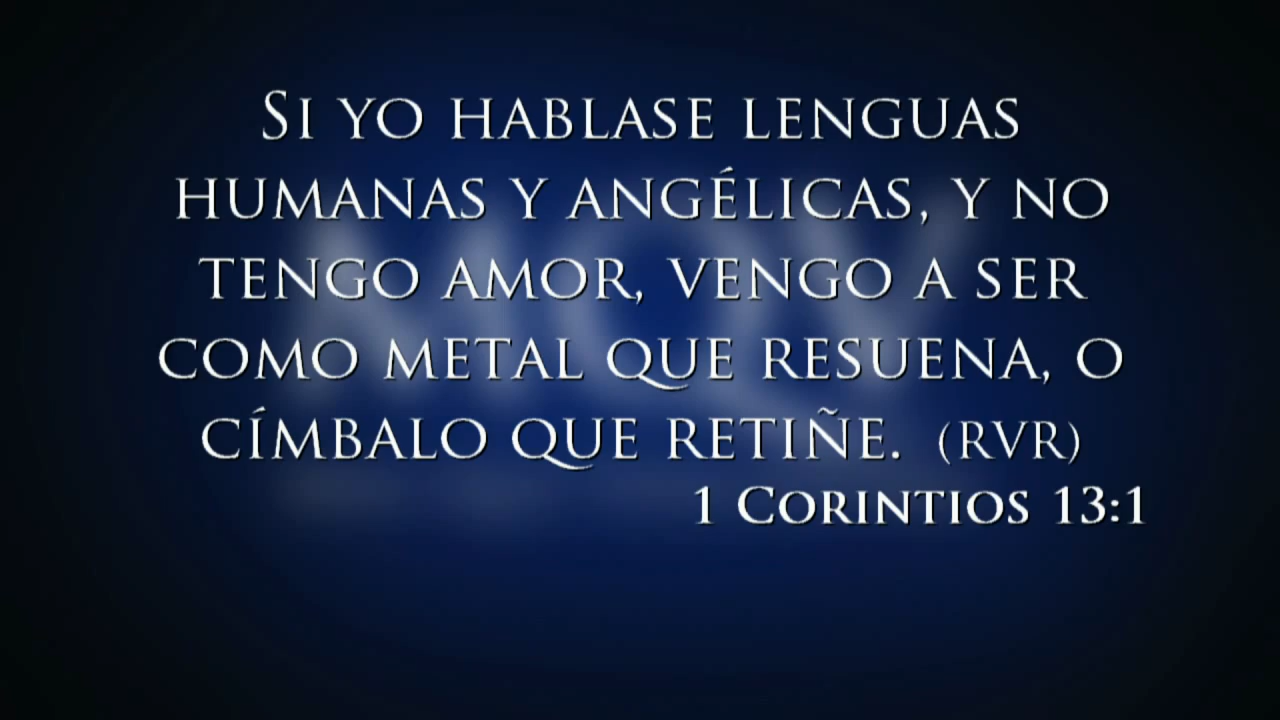 Si yo hablase lenguas
humanas y angélicas, y no
tengo amor, vengo a ser
como metal que resuena, o
címbalo que retiñe. (RVR)
1 Corintios 13:1